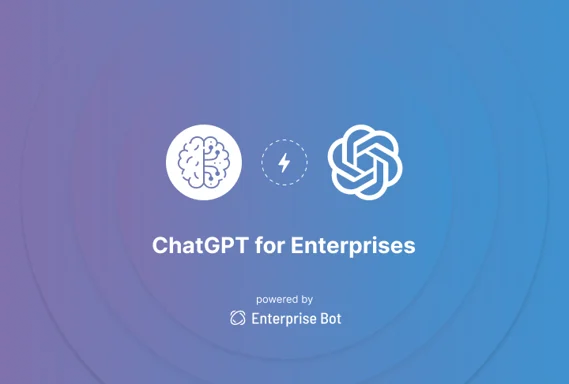 ChatGPT for Enterprises
powered by
Enterprise Bot